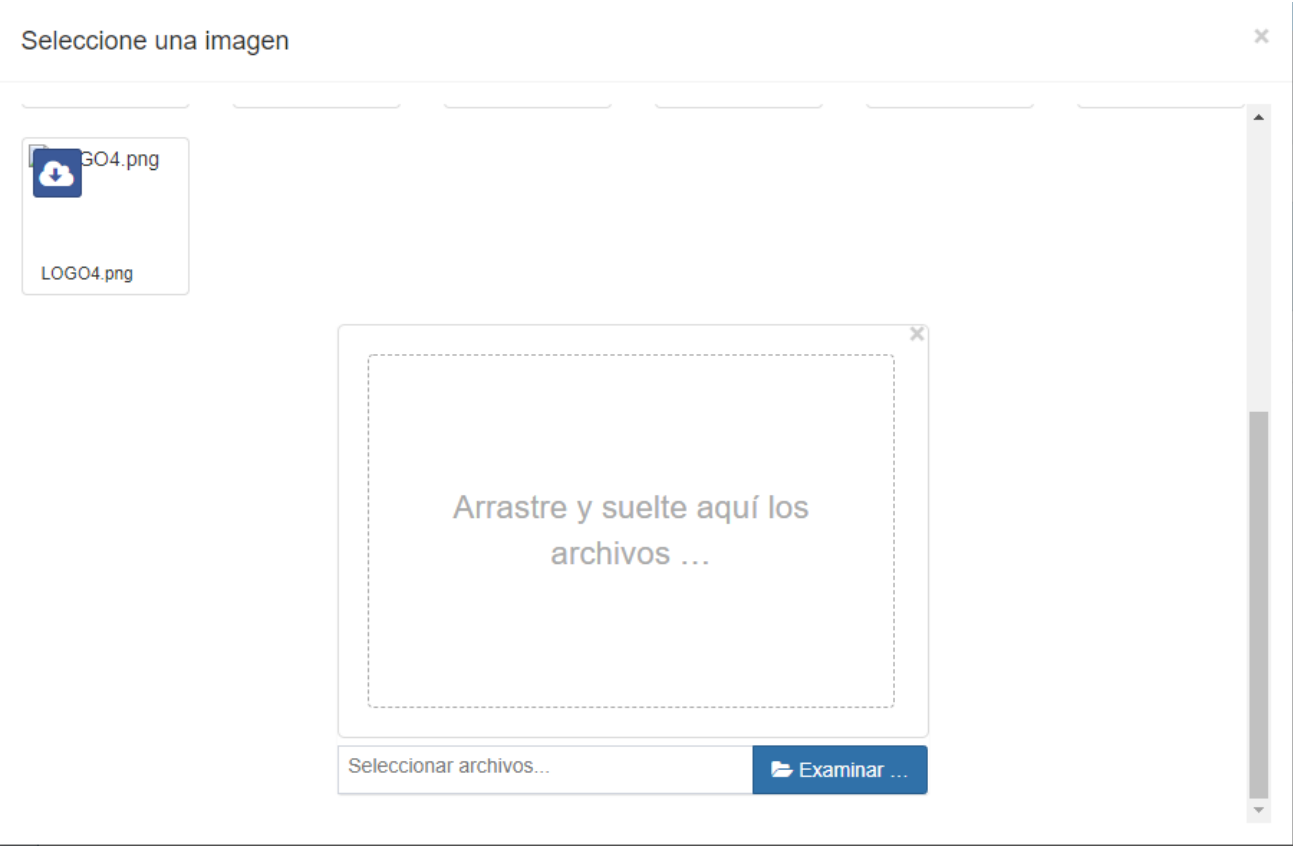 Seleccione una imagen
GO4.png
LOGO4.png
Arrastre y suelte aquí los
archivos …
Seleccionar archivos...
Examinar …